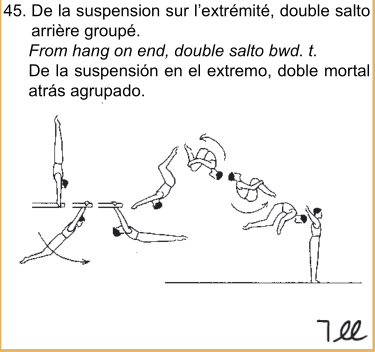 45. De la suspension sur l'extrémité, double salto
arrière groupé.
From hang on end, double salto bwd. t.
De la suspensión en el extremo, doble mortal
atrás agrupado.